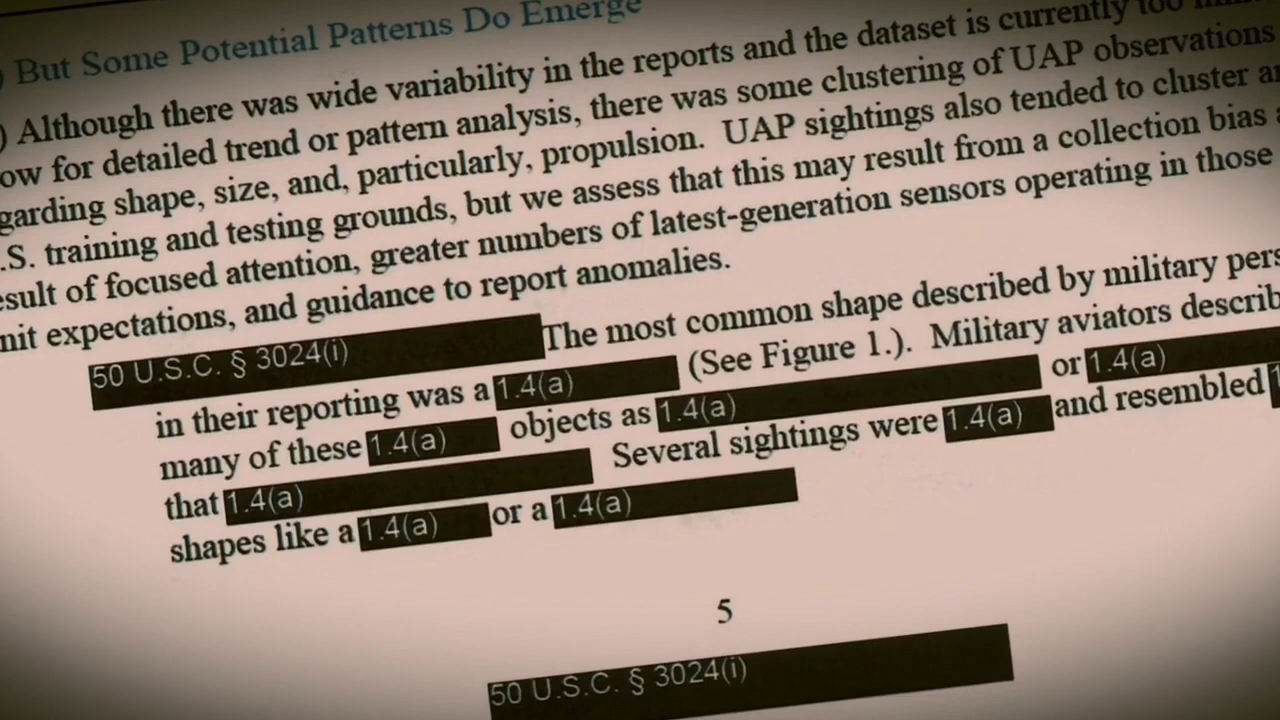 ) But Some Potential Patterns Do Emerge
) Although there was wide variability in the reports and the dataset is currently too
ow for detailed trend or pattern analysis, there was some clustering of UAP observations
garding shape, size, and, particularly, propulsion. UAP sightings also tended to cluster
.S. training and testing grounds, but we assess that this may result from a collection bias
esult of focused attention, greater numbers of latest-generation sensors operating in those
nit expectations, and guidance to report anomalies.
50 U.S.C. § 3024(i) The most common shape described by military pers
in their reporting was a 1.4(a) (See Figure 1.). Military aviators describ
many of these 1.4(a) objects as 1.4(a) or 1.4(a)
that 1.4(a) Several sightings were 1.4(a) and resembled
shapes like a 1.4(a) or a 1.4(a)
5
50 U.S.C. § 3024(i)